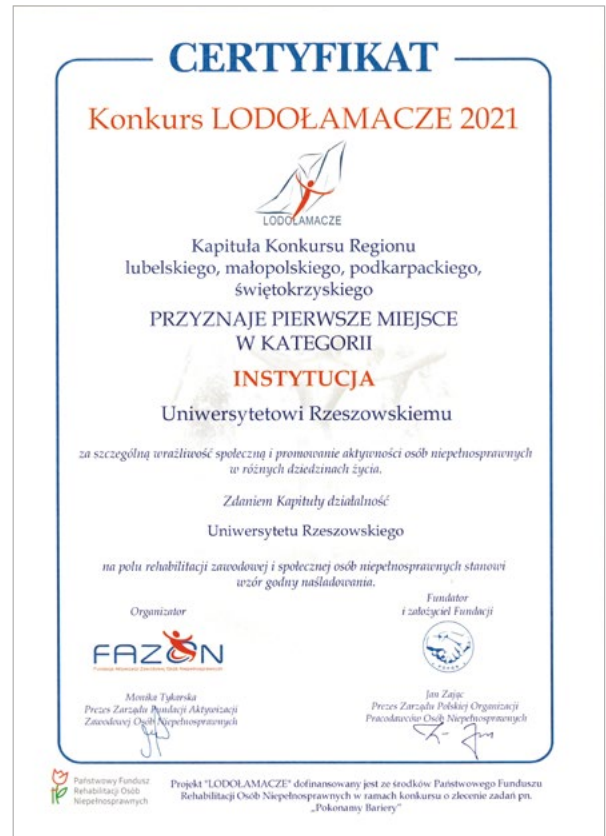 CERTYFIKAT
Konkurs LODOŁAMACZE 2021
LODOŁAMACZE
Kapituła Konkursu Regionu
lubelskiego, małopolskiego, podkarpackiego,
świętokrzyskiego
PRZYZNAJE PIERWSZE MIEJSCE
W KATEGORII
INSTYTUCJA
Uniwersytetowi Rzeszowskiemu
za szczególną wrażliwość społeczną i promowanie aktywności osób niepełnosprawnych
w różnych dziedzinach życia.
Zdaniem Kapituły działalność
Uniwersytetu Rzeszowskiego
na polu rehabilitacji zawodowej i społecznej osób niepełnosprawnych stanowi
wzór godny naśladowania.
Organizator
FAZON
Monika Tykarska
Prezes Zarządu Fundacji Aktywizacji
Zawodowej Osób Niepełnosprawnych
Fundator
i założyciel Fundacji
Jan Zając
Prezes Zarządu Polskiej Organizacji
Pracodawców Osób Niepełnosprawnych
Państwowy Fundusz
Rehabilitacji Osób
Niepełnosprawnych
Projekt "LODOŁAMACZE" dofinansowany jest ze środków Państwowego Funduszu
Rehabilitacji Osób Niepełnosprawnych w ramach konkursu o zlecenie zadań pn.
„Pokonamy Bariery"